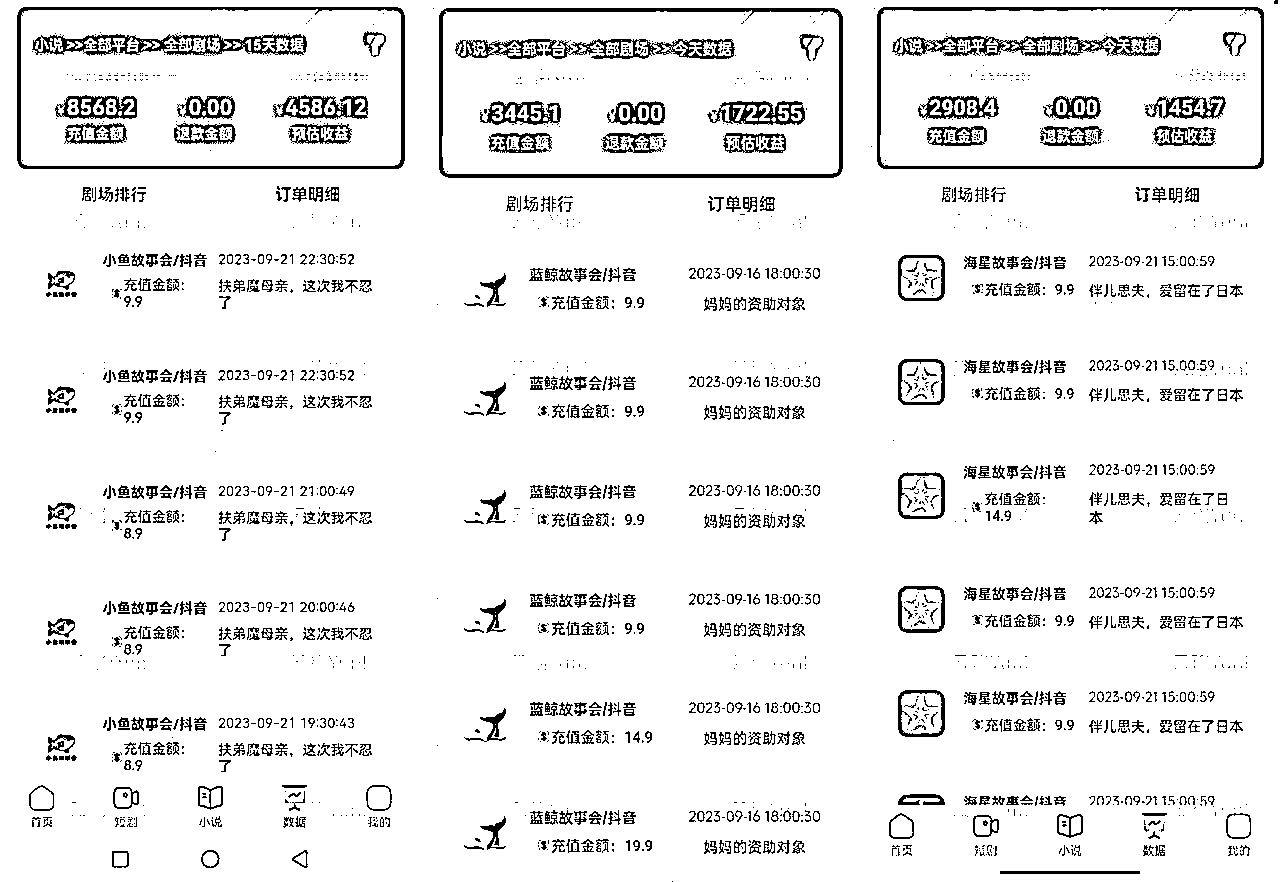 小说>>全部平台>>全部剧场>>15天数据
¥8568.2 ¥0.00 ¥4586.12
充值金额 退款金额 预估收益
剧场排行 订单明细
小鱼故事会/抖音 2023-09-21 22:30:52
充值金额: 扶弟魔母亲，这次我不忍
9.9 了
小鱼故事会/抖音 2023-09-21 22:30:52
充值金额: 扶弟魔母亲，这次我不忍
9.9 了
小鱼故事会/抖音 2023-09-21 21:00:49
充值金额: 扶弟魔母亲，这次我不忍
8.9 了
小鱼故事会/抖音 2023-09-21 20:00:46
充值金额: 扶弟魔母亲，这次我不忍
8.9 了
小鱼故事会/抖音 2023-09-21 19:30:43
充值金额: 扶弟魔母亲，这次我不忍
8.9 了
首页 短剧 小说 数据 我的
小说>>全部平台>>全部剧场>>今天数据
¥3445.1 ¥0.00 ¥1722.55
充值金额 退款金额 预估收益
剧场排行 订单明细
蓝鲸故事会/抖音 2023-09-16 18:00:30
充值金额: 9.9 妈妈的资助对象
蓝鲸故事会/抖音 2023-09-16 18:00:30
充值金额: 9.9 妈妈的资助对象
蓝鲸故事会/抖音 2023-09-16 18:00:30
充值金额: 9.9 妈妈的资助对象
蓝鲸故事会/抖音 2023-09-16 18:00:30
充值金额: 9.9 妈妈的资助对象
蓝鲸故事会/抖音 2023-09-16 18:00:30
充值金额: 14.9 妈妈的资助对象
蓝鲸故事会/抖音 2023-09-16 18:00:30
充值金额: 19.9 妈妈的资助对象
小说>>全部平台>>全部剧场>>今天数据
¥2908.4 ¥0.00 ¥1454.7
充值金额 退款金额 预估收益
剧场排行 订单明细
海星故事会/抖音 2023-09-21 15:00:59
充值金额: 9.9 伴儿思夫，爱留在了日本
海星故事会/抖音 2023-09-21 15:00:59
充值金额: 9.9 伴儿思夫，爱留在了日本
海星故事会/抖音 2023-09-21 15:00:59
充值金额: 伴儿思夫，爱留在了日
14.9 本
海星故事会/抖音 2023-09-21 15:00:59
充值金额: 9.9 伴儿思夫，爱留在了日本
海星故事会/抖音 2023-09-21 15:00:59
充值金额: 9.9 伴儿思夫，爱留在了日本
海星故事会/抖音 2023-09-21 15:00:59
首页 短剧 小说 数据 我的